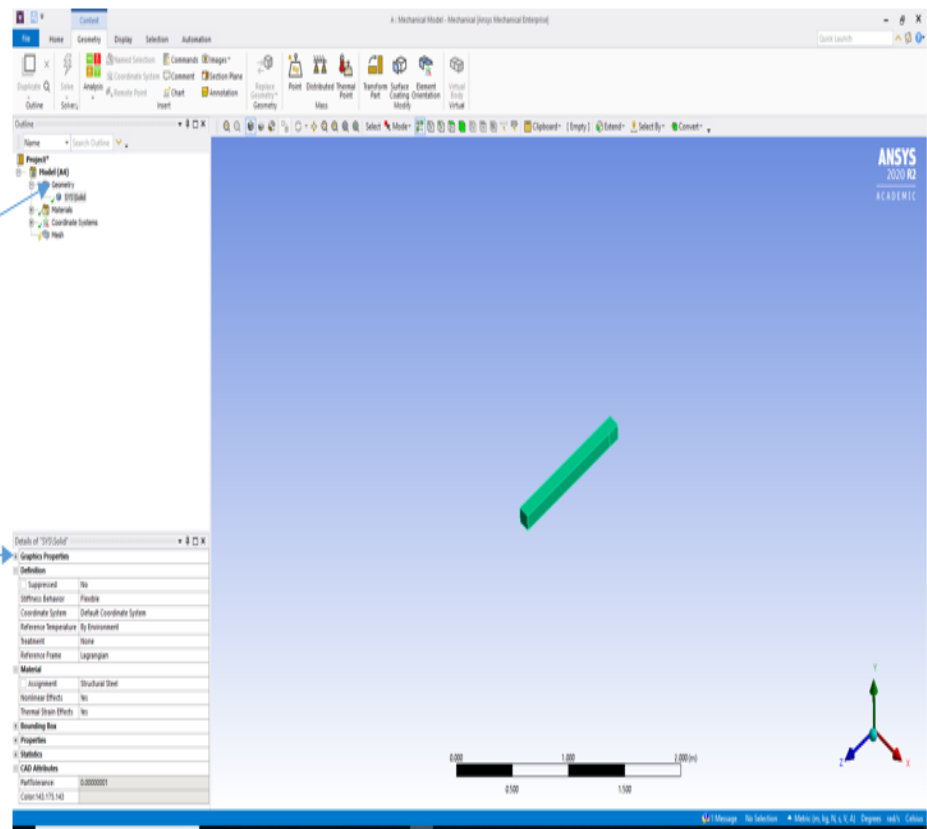 A : Mechanical Model - Mechanical [Ansys Mechanical Enterprise]
Context
File Home Geometry Display Selection Automation
Quick Launch
Duplicate Q
Outline
Solve
Solver
Analysis
Named Selection
Coordinate System
Remote Point
Commands
Comment
Chart
Images
Section Plane
Annotation
Insert
Replace Geometry
Geometry
Point
Distributed
Thermal Point
Mass
Transform Part
Surface Coating
Element Orientation
Modify
Virtual Body
Virtual
Outline
Name Search Outline
Select Mode Clipboard [Empty] Extend Select By Convert
Project*
Model (A4)
Geometry
SYS\Solid
Materials
Coordinate Systems
Mesh
ANSYS
2020 R2
ACADEMIC
Details of "SYS\Solid"
Graphics Properties
Definition
Suppressed No
Stiffness Behavior Flexible
Coordinate System Default Coordinate System
Reference Temperature By Environment
Treatment None
Reference Frame Lagrangian
Material
Assignment Structural Steel
Nonlinear Effects Yes
Thermal Strain Effects Yes
Bounding Box
Properties
Statistics
CAD Attributes
PartTolerance: 0.00000001
Color:143.175.143
0.000 1.000 2.000 (m)
0.500 1.500
Y
Z X
1 Message No Selection Metric (m, kg, N, s, V, A) Degrees rad/s Celsius